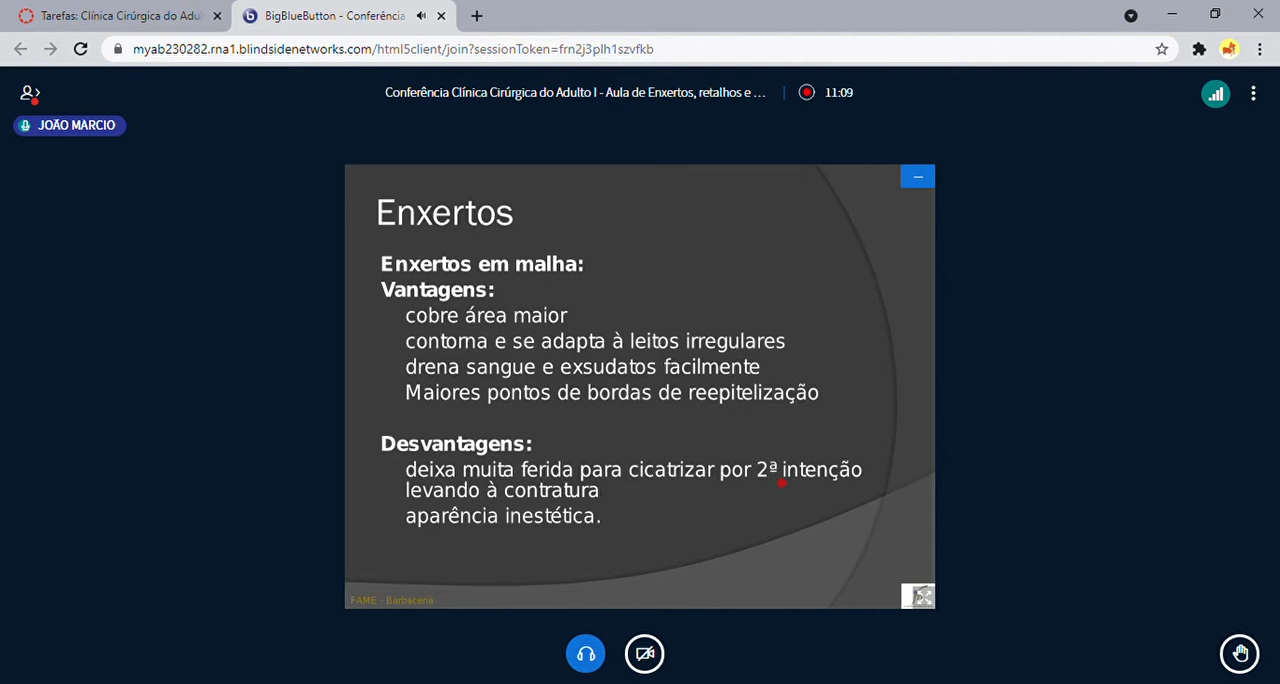 Tarefas: Clínica Cirúrgica do Adul
BigBlueButton - Conferência
myab230282.rna1.blindsidenetworks.com/html5client/join?sessionToken=frn2j3plh1szvfkb
Conferência Clínica Cirúrgica do Adulto I - Aula de Enxertos, retalhos e ...
11:09
JOÃO MARCIO
Enxertos
Enxertos em malha:
Vantagens:
cobre área maior
contorna e se adapta à leitos irregulares
drena sangue e exsudatos facilmente
Maiores pontos de bordas de reepitelização
Desvantagens:
deixa muita ferida para cicatrizar por 2ª intenção
levando à contratura
aparência inestética.
FAME - Barbacena